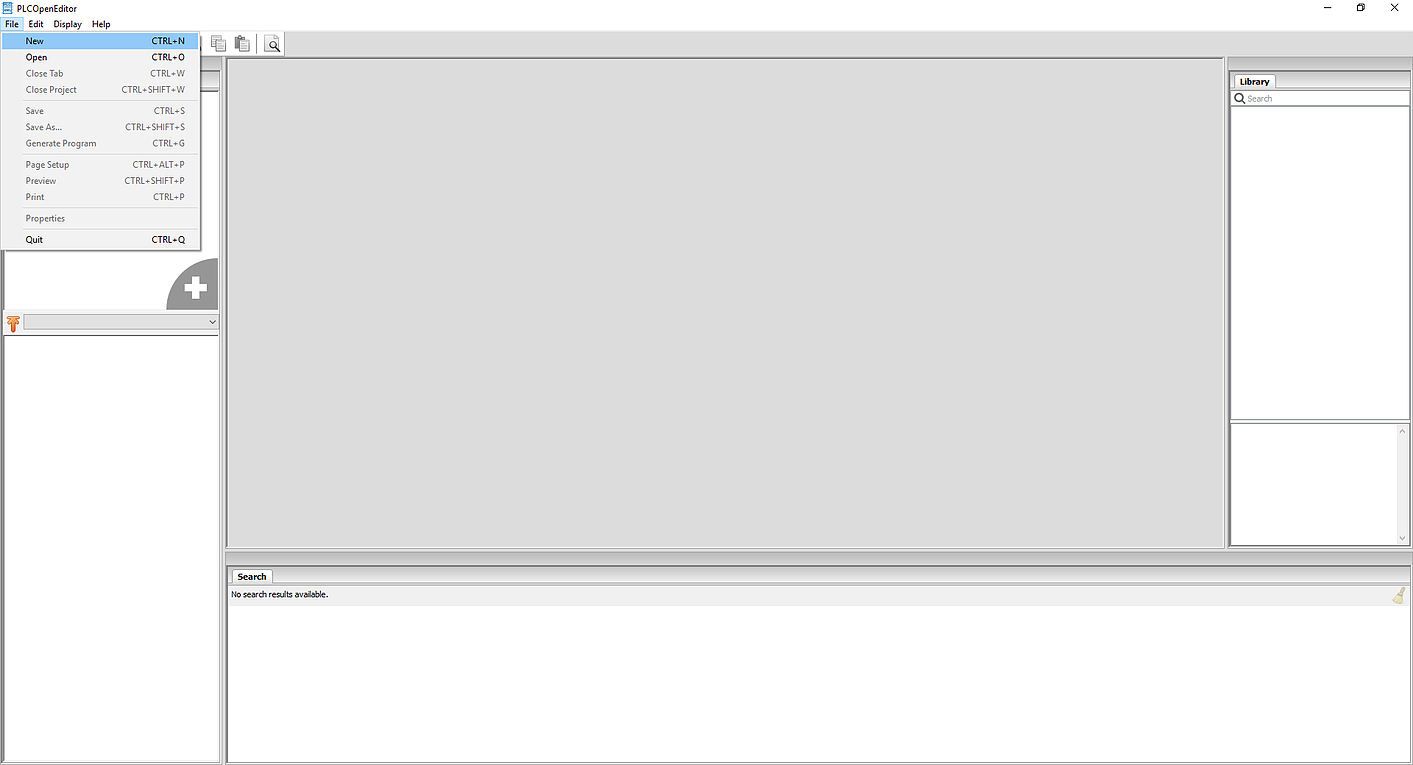 PLCOpenEditor
File Edit Display Help
New CTRL+N
Open CTRL+O
Close Tab CTRL+W
Close Project CTRL+SHIFT+W
Save CTRL+S
Save As... CTRL+SHIFT+S
Generate Program CTRL+G
Page Setup CTRL+ALT+P
Preview CTRL+SHIFT+P
Print CTRL+P
Properties
Quit CTRL+Q
Library
Search
Search
No search results available.